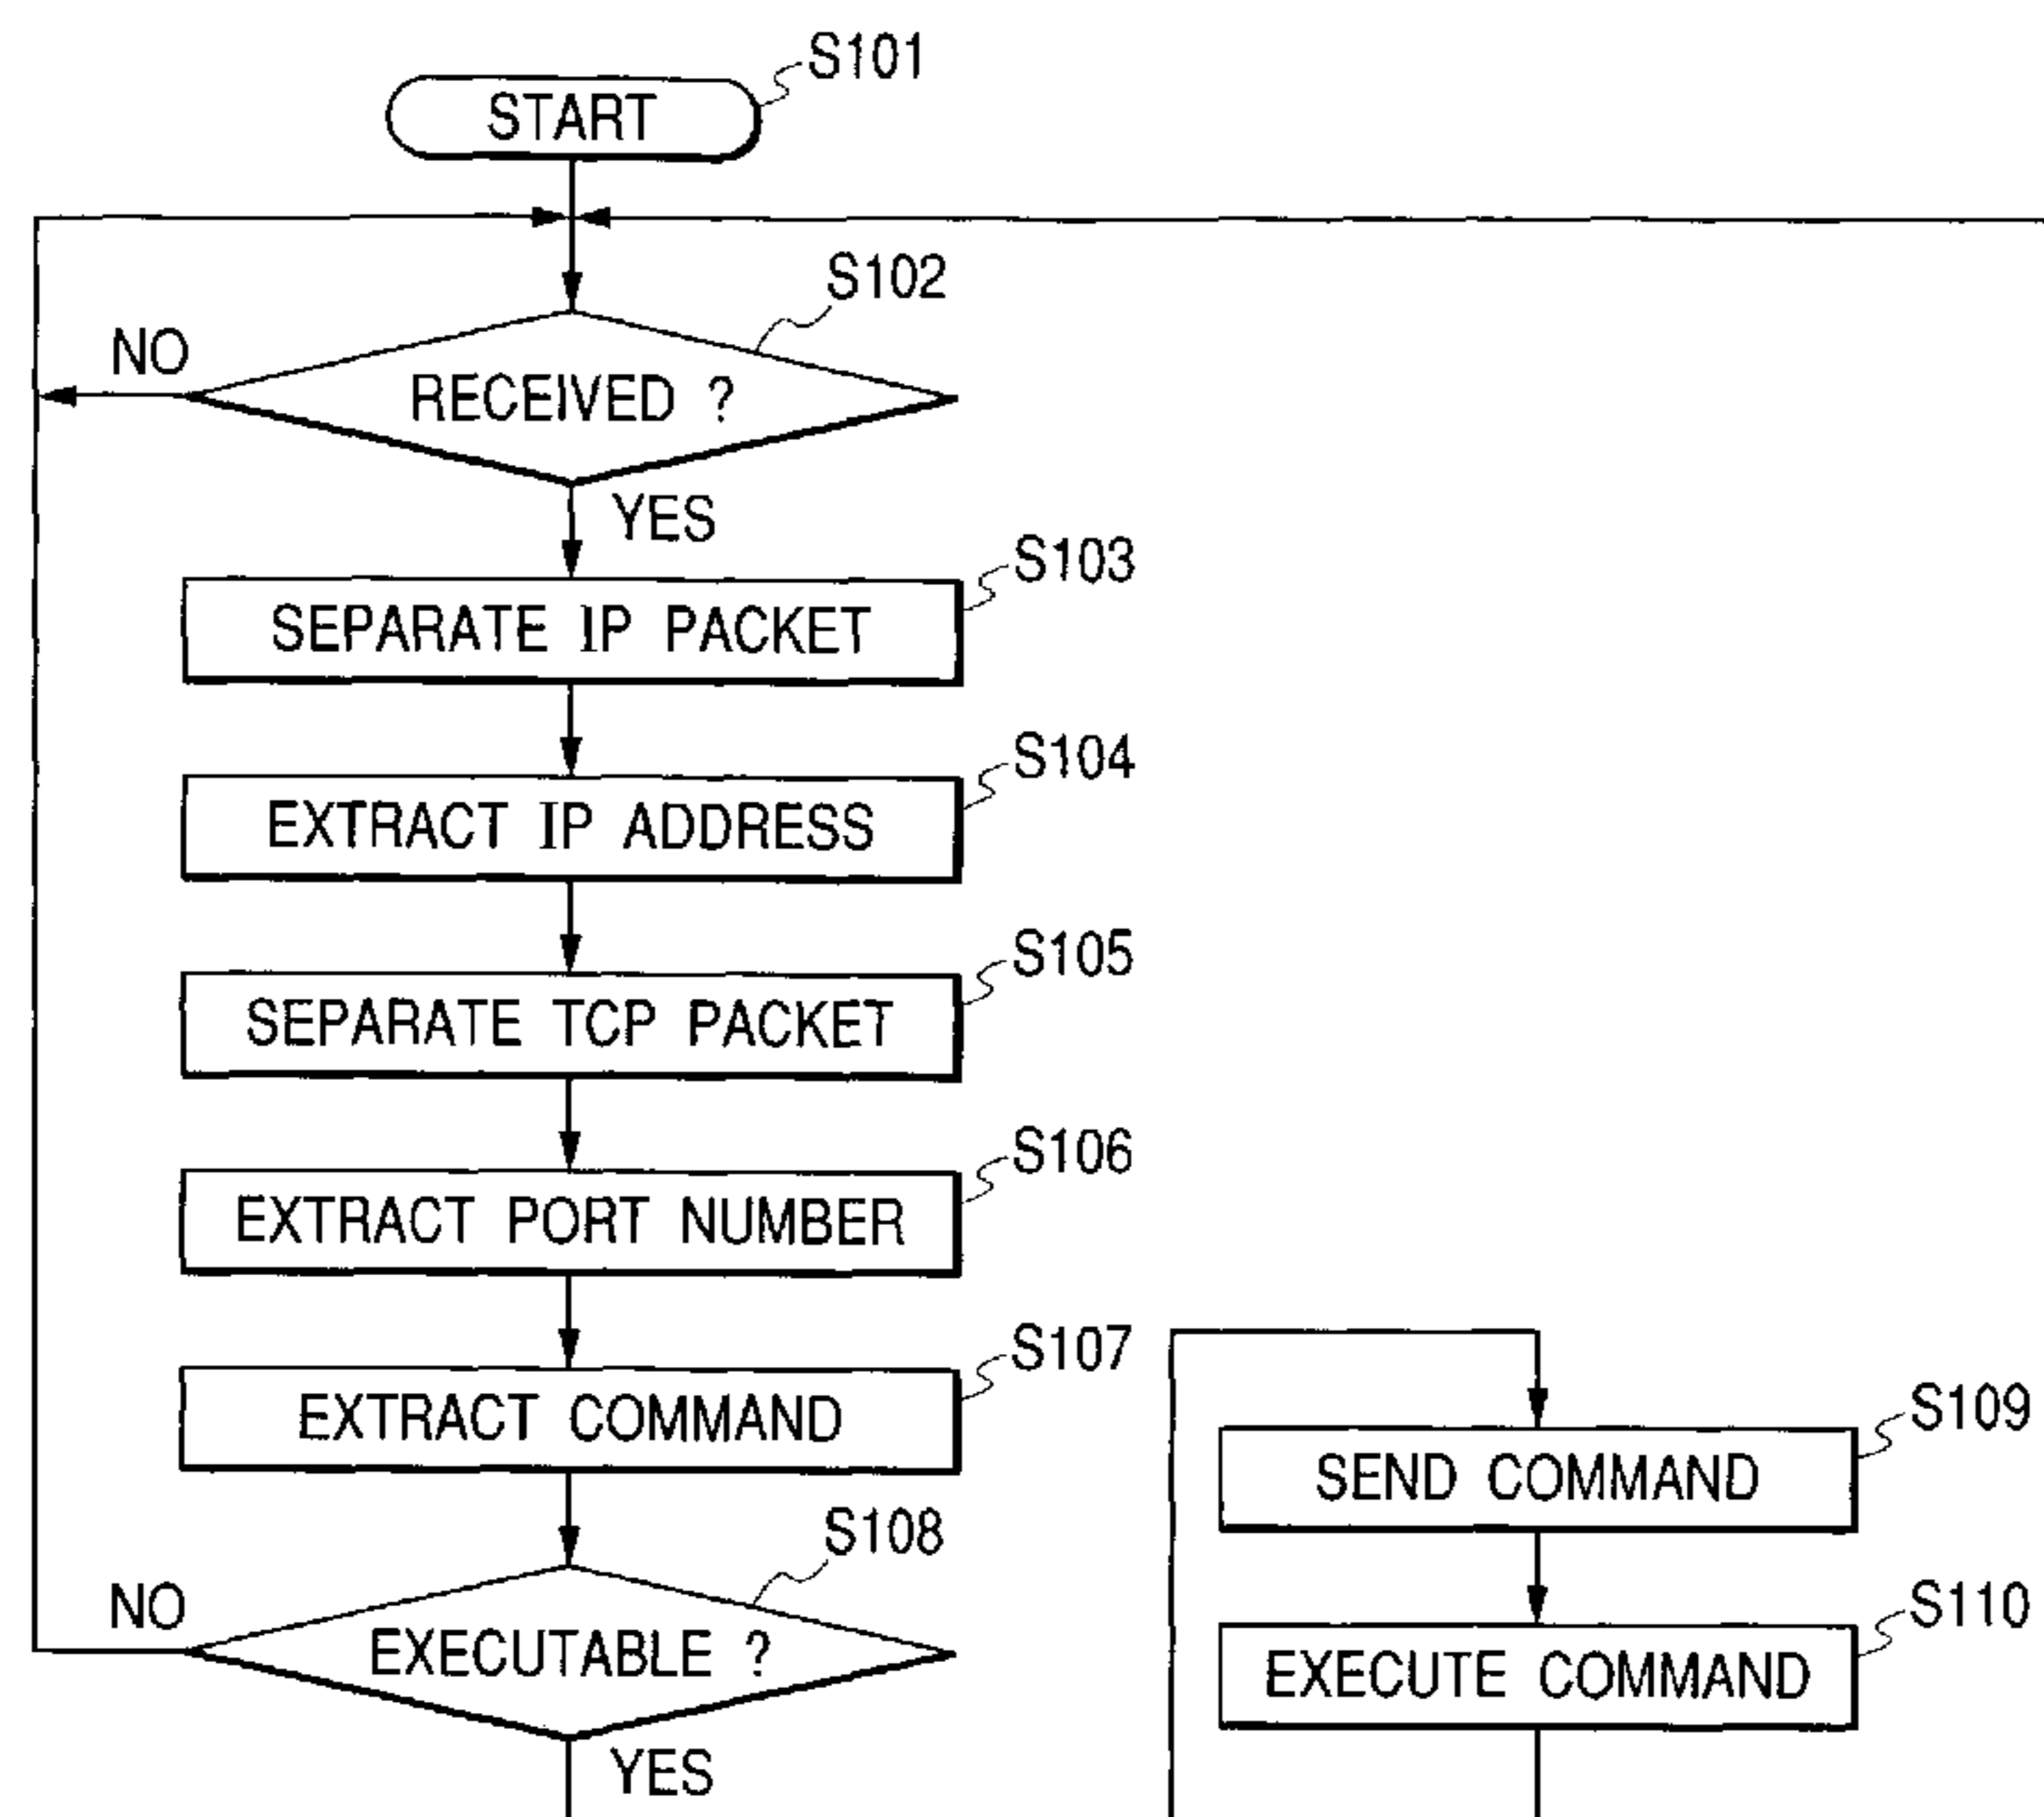 S101
START
S102
NO
RECEIVED ?
YES
S103
SEPARATE IP PACKET
S104
EXTRACT IP ADDRESS
S105
SEPARATE TCP PACKET
S106
EXTRACT PORT NUMBER
S107
EXTRACT COMMAND
S108
NO
EXECUTABLE ?
YES
S109
SEND COMMAND
S110
EXECUTE COMMAND